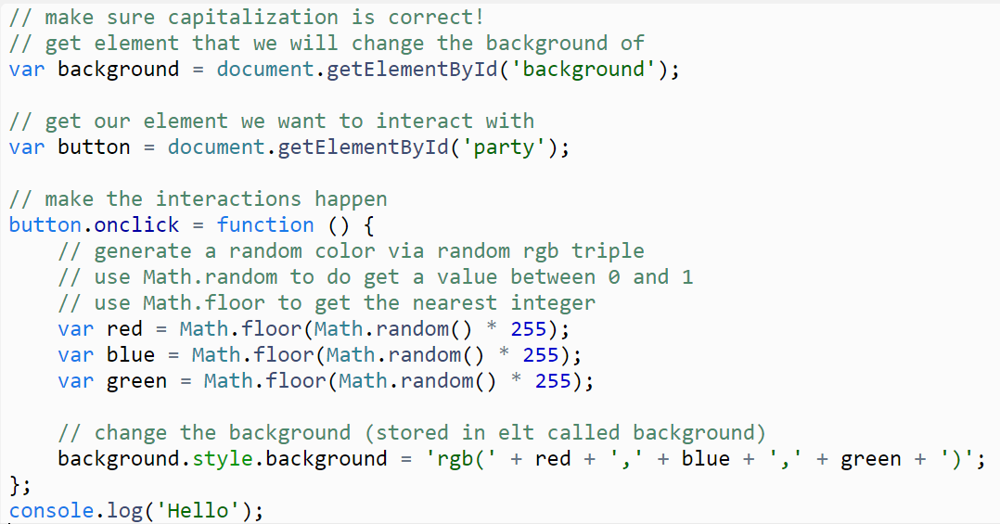 // make sure capitalization is correct!
// get element that we will change the background of
var background = document.getElementById('background');

// get our element we want to interact with
var button = document.getElementById('party');

// make the interactions happen
button.onclick = function () {
    // generate a random color via random rgb triple
    // use Math.random to do get a value between 0 and 1
    // use Math.floor to get the nearest integer
    var red = Math.floor(Math.random() * 255);
    var blue = Math.floor(Math.random() * 255);
    var green = Math.floor(Math.random() * 255);

    // change the background (stored in elt called background)
    background.style.background = 'rgb(' + red + ',' + blue + ',' + green + ')';
};
console.log('Hello');